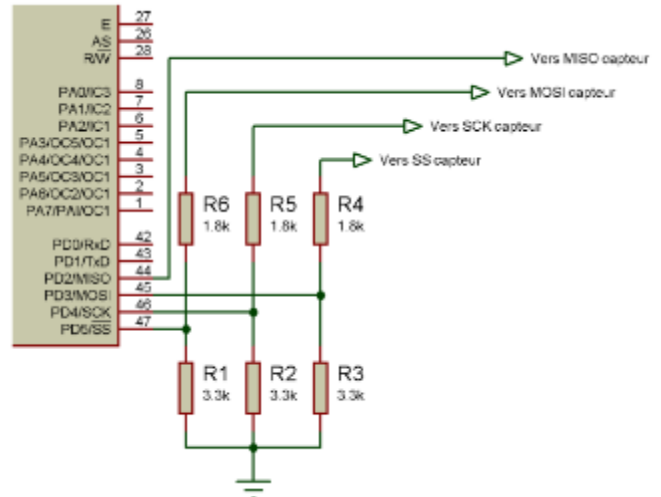 E 27
AS 26
R/W 28
Vers MISO capteur
PA0/IC3 8
Vers MOSI capteur
PA1/IC2 7
PA2/IC1 6
Vers SCK capteur
PA3/OC5/OC1 5
PA4/OC4/OC1 4
Vers SS capteur
PA5/OC3/OC1 3
PA6/OC2/OC1 2
PA7/PAI/OC1 1
R6 R5 R4
1.8k 1.8k 1.8k
PD0/RxD 42
PD1/TxD 43
PD2/MISO 44
PD3/MOSI 45
PD4/SCK 46
PD5/SS 47
R1 R2 R3
3.3k 3.3k 3.3k